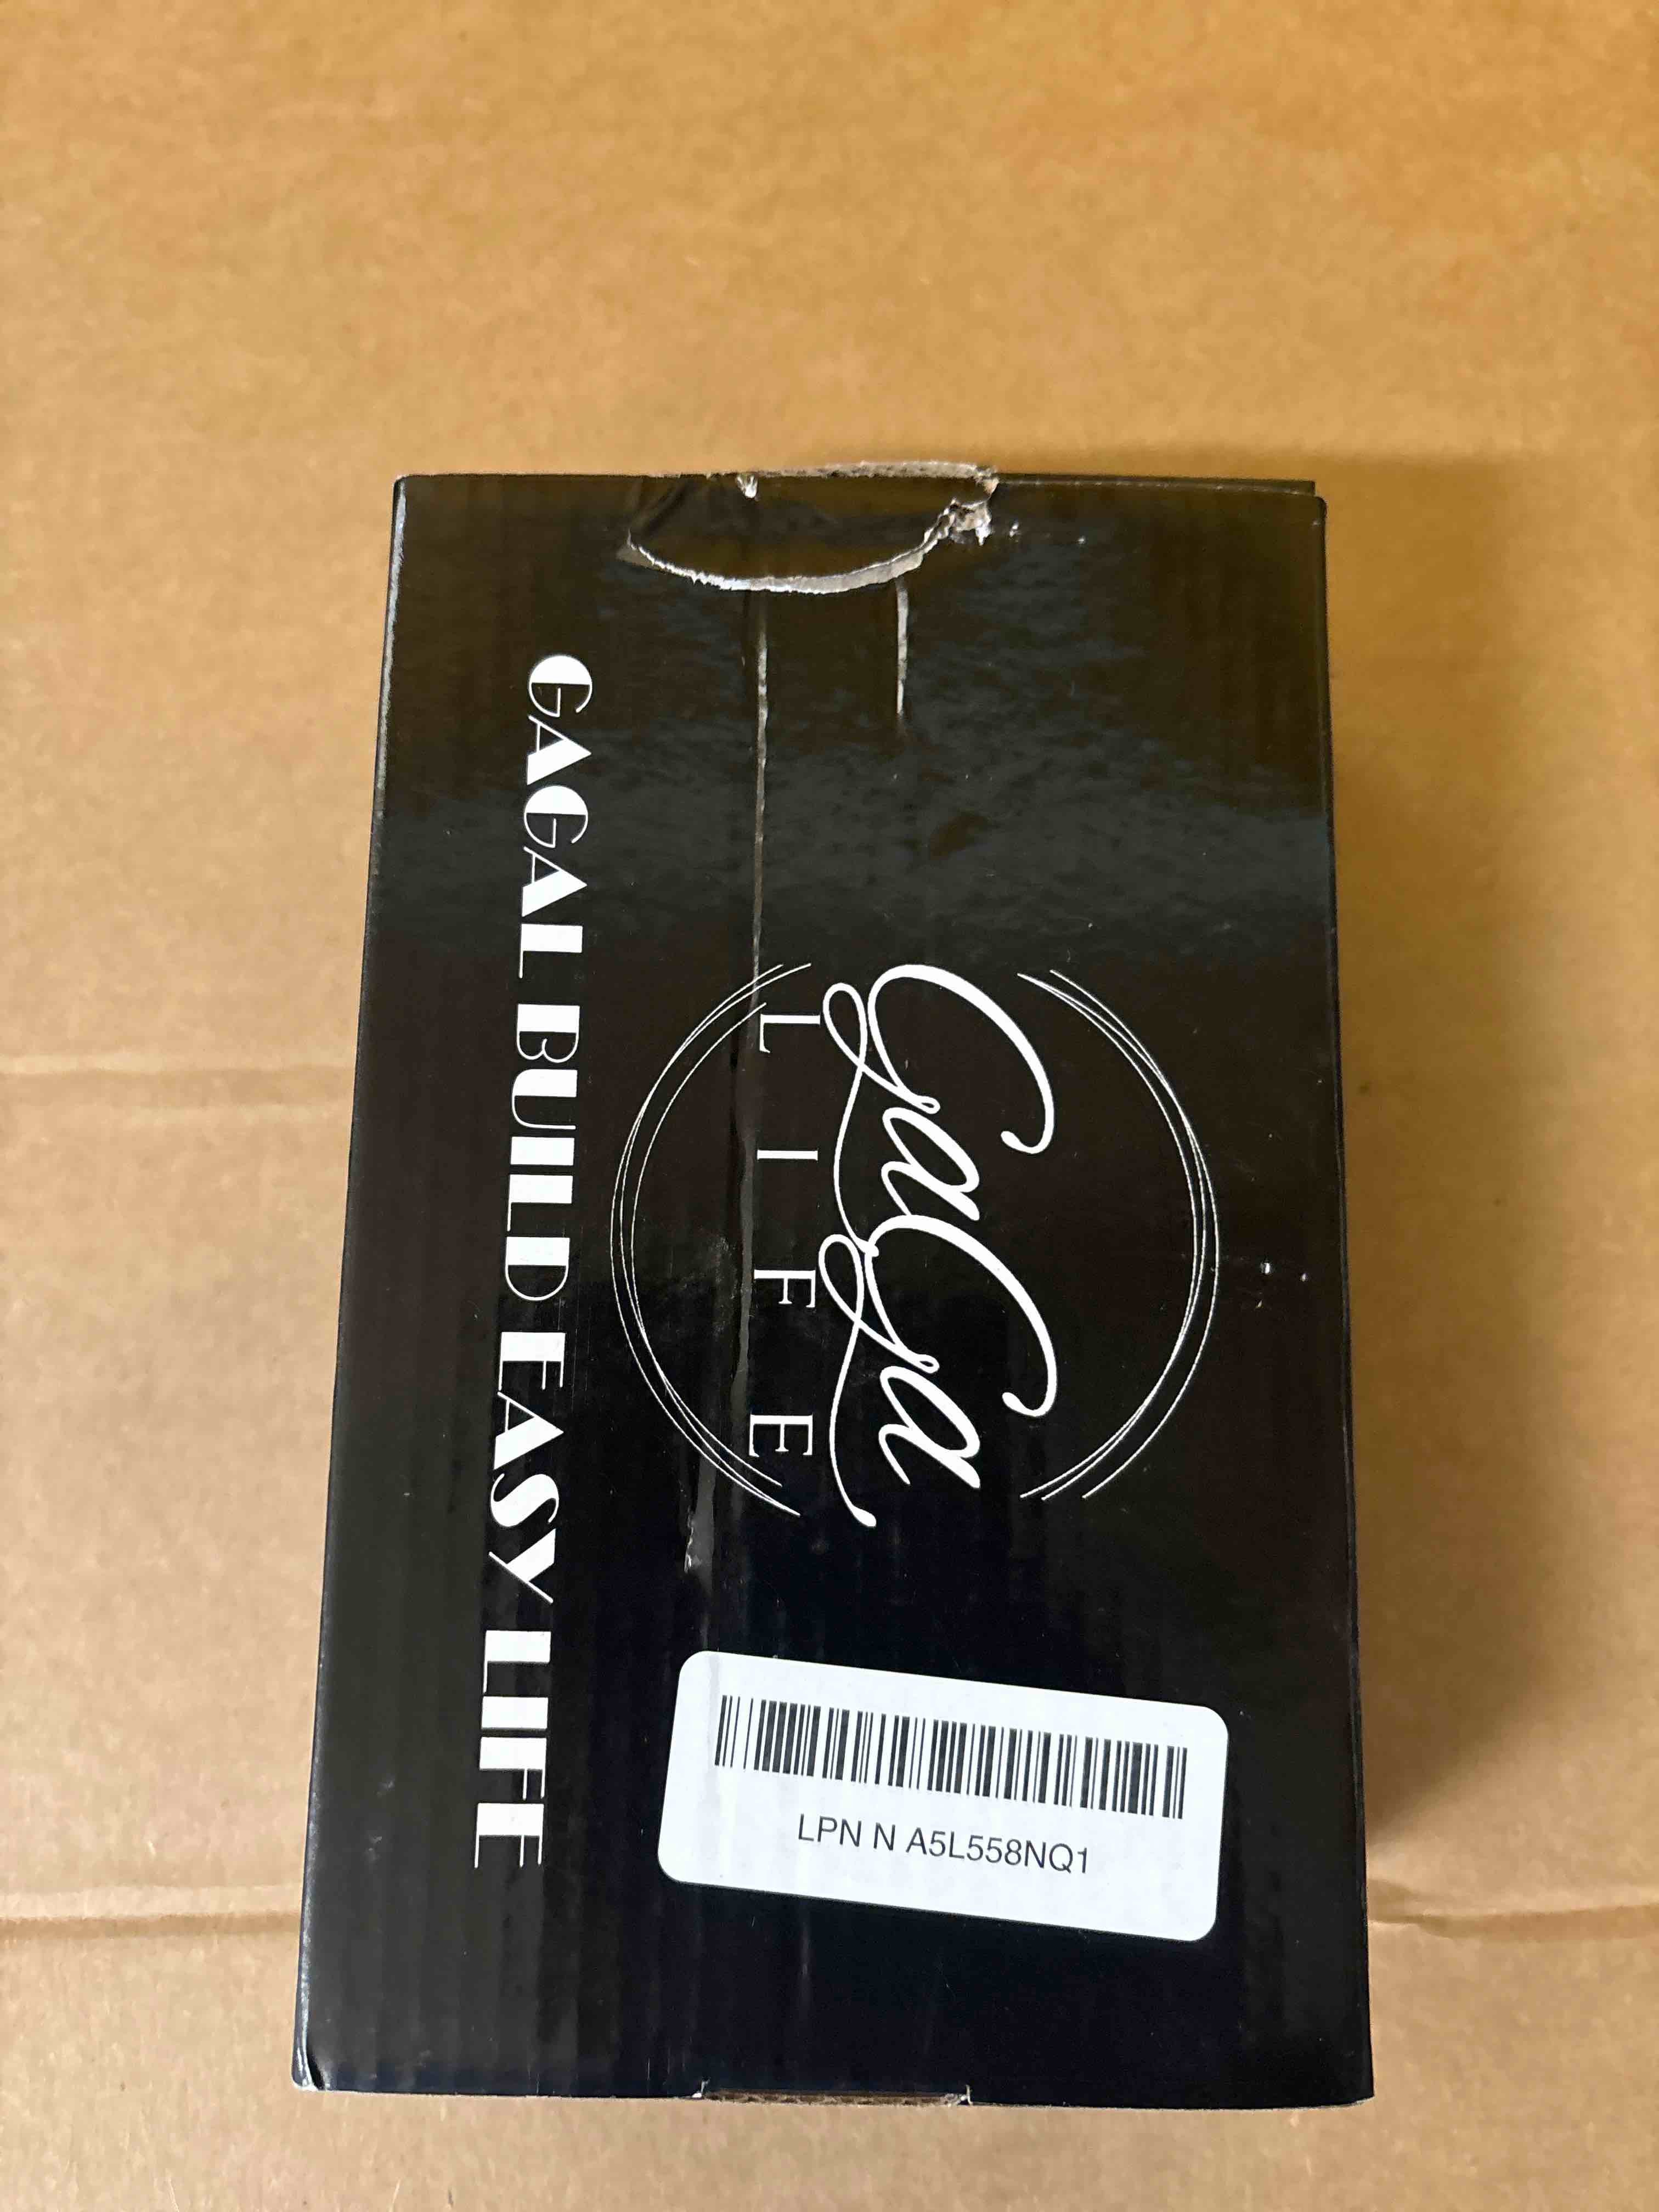 GaGa
LIFE
GAGAL BUILD EASY LIFE
LPN N A5L558NQ1